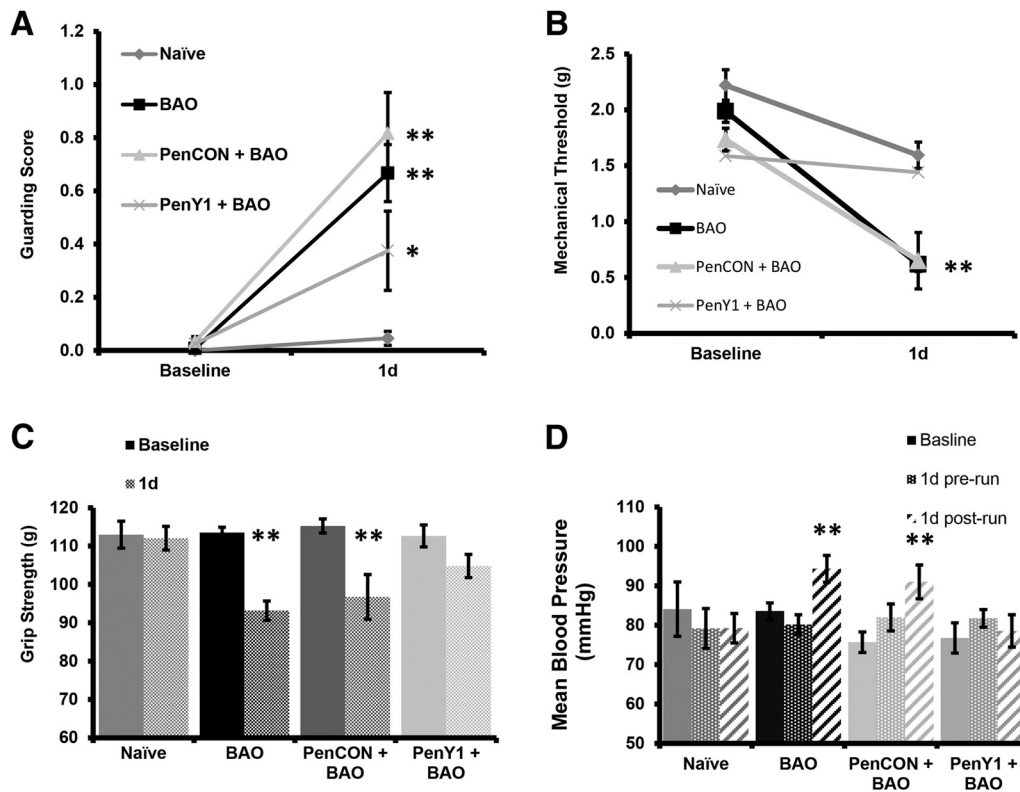 A
Guarding Score
1.2
1.0
0.8
0.6
0.4
0.2
0.0
Naïve
BAO
PenCON + BAO
PenY1 + BAO
**
**
*
Baseline
1d
B
Mechanical Threshold (g)
2.5
2.0
1.5
1.0
0.5
0.0
Naïve
BAO
PenCON + BAO
PenY1 + BAO
**
Baseline
1d
C
Baseline
1d
Grip Strength (g)
120
110
100
90
80
70
60
**
**
Naïve
BAO
PenCON +
BAO
PenY1 +
BAO
D
Basline
1d pre-run
1d post-run
Mean Blood Pressure
(mmHg)
110
100
90
80
70
60
50
**
**
Naïve
BAO
PenCON +
BAO
PenY1 +
BAO